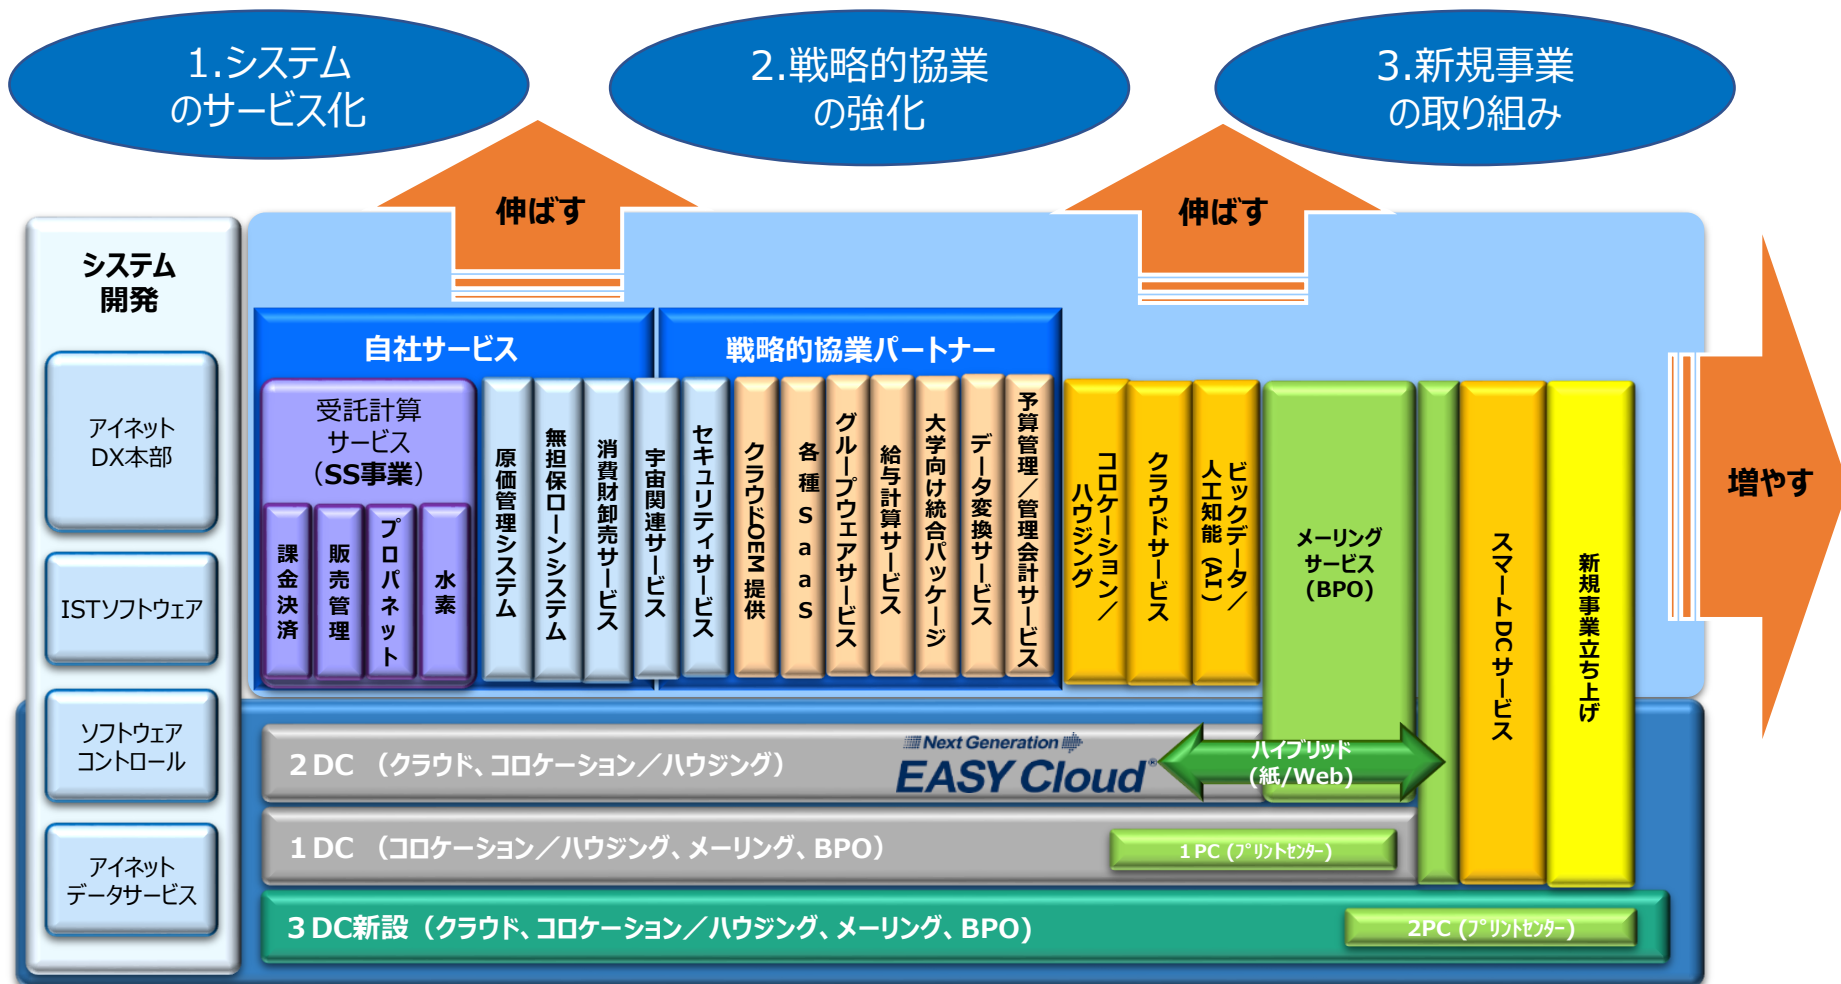 1.システム
のサービス化
2.戦略的協業
の強化
3.新規事業
の取り組み
伸ばす
伸ばす
増やす
システム
開発
アイネット
DX本部
ISTソフトウェア
ソフトウェア
コントロール
アイネット
データサービス
自社サービス
戦略的協業パートナー
受託計算
サービス
（SS事業）
課金決済
販売管理
プロパネット
水素
原価管理システム
無担保ローンシステム
消費財卸売サービス
宇宙関連サービス
セキュリティサービス
クラウドOEM提供
各種SaaS
グループウェアサービス
給与計算サービス
大学向け統合パッケージ
データ変換サービス
予算管理／管理会計サービス
コロケーション／
ハウジング
クラウドサービス
ビックデータ／
人工知能（AI）
メーリング
サービス
(BPO)
スマートDCサービス
新規事業立ち上げ
2DC （クラウド、コロケーション／ハウジング）
Next Generation
EASY Cloud®
ハイブリッド
(紙/Web)
1DC （コロケーション／ハウジング、メーリング、BPO）
1PC (プリントセンター)
3DC新設（クラウド、コロケーション／ハウジング、メーリング、BPO)
2PC (プリントセンター)